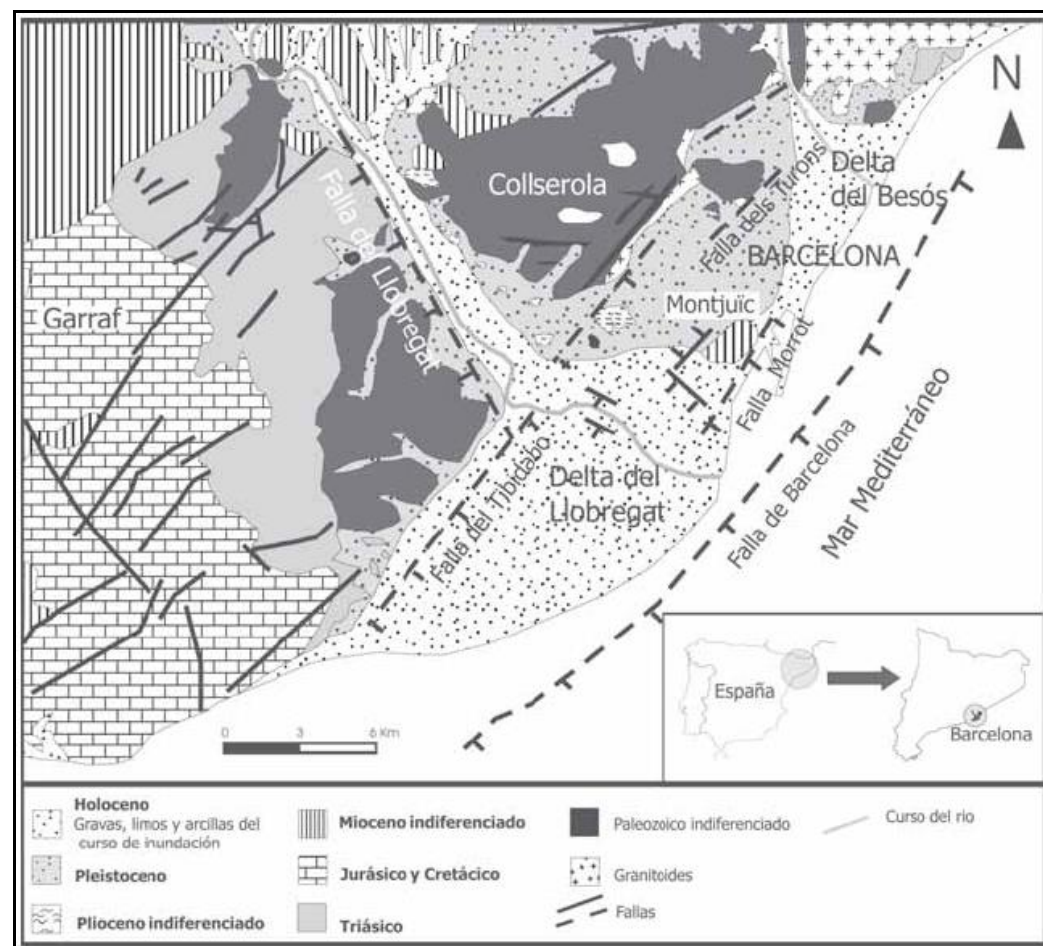 N
Collserola
Delta
del Besós
Falla dels Turons
BARCELONA
Falla del Llobregat
Garraf
Montjuïc
Falla Morrot
Falla del Tibidabo
Delta del
Llobregat
Falla de Barcelona
Mar Mediterráneo
0 3 6 Km
España
Barcelona
Holoceno
Gravas, limos y arcillas del
curso de inundación
Pleistoceno
Plioceno indiferenciado
Mioceno indiferenciado
Jurásico y Cretácico
Triásico
Paleozoico indiferenciado
Granitoides
Fallas
Curso del rio